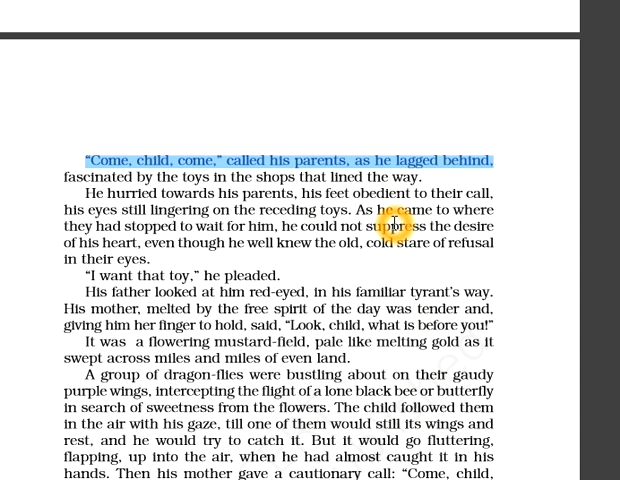 “Come, child, come,” called his parents, as he lagged behind,
fascinated by the toys in the shops that lined the way.
He hurried towards his parents, his feet obedient to their call,
his eyes still lingering on the receding toys. As he came to where
they had stopped to wait for him, he could not suppress the desire
of his heart, even though he well knew the old, cold stare of refusal
in their eyes.
“I want that toy,” he pleaded.
His father looked at him red-eyed, in his familiar tyrant’s way.
His mother, melted by the free spirit of the day was tender and,
giving him her finger to hold, said, “Look, child, what is before you!”
It was a flowering mustard-field, pale like melting gold as it
swept across miles and miles of even land.
A group of dragon-flies were bustling about on their gaudy
purple wings, intercepting the flight of a lone black bee or butterfly
in search of sweetness from the flowers. The child followed them
in the air with his gaze, till one of them would still its wings and
rest, and he would try to catch it. But it would go fluttering,
flapping, up into the air, when he had almost caught it in his
hands. Then his mother gave a cautionary call: “Come, child,